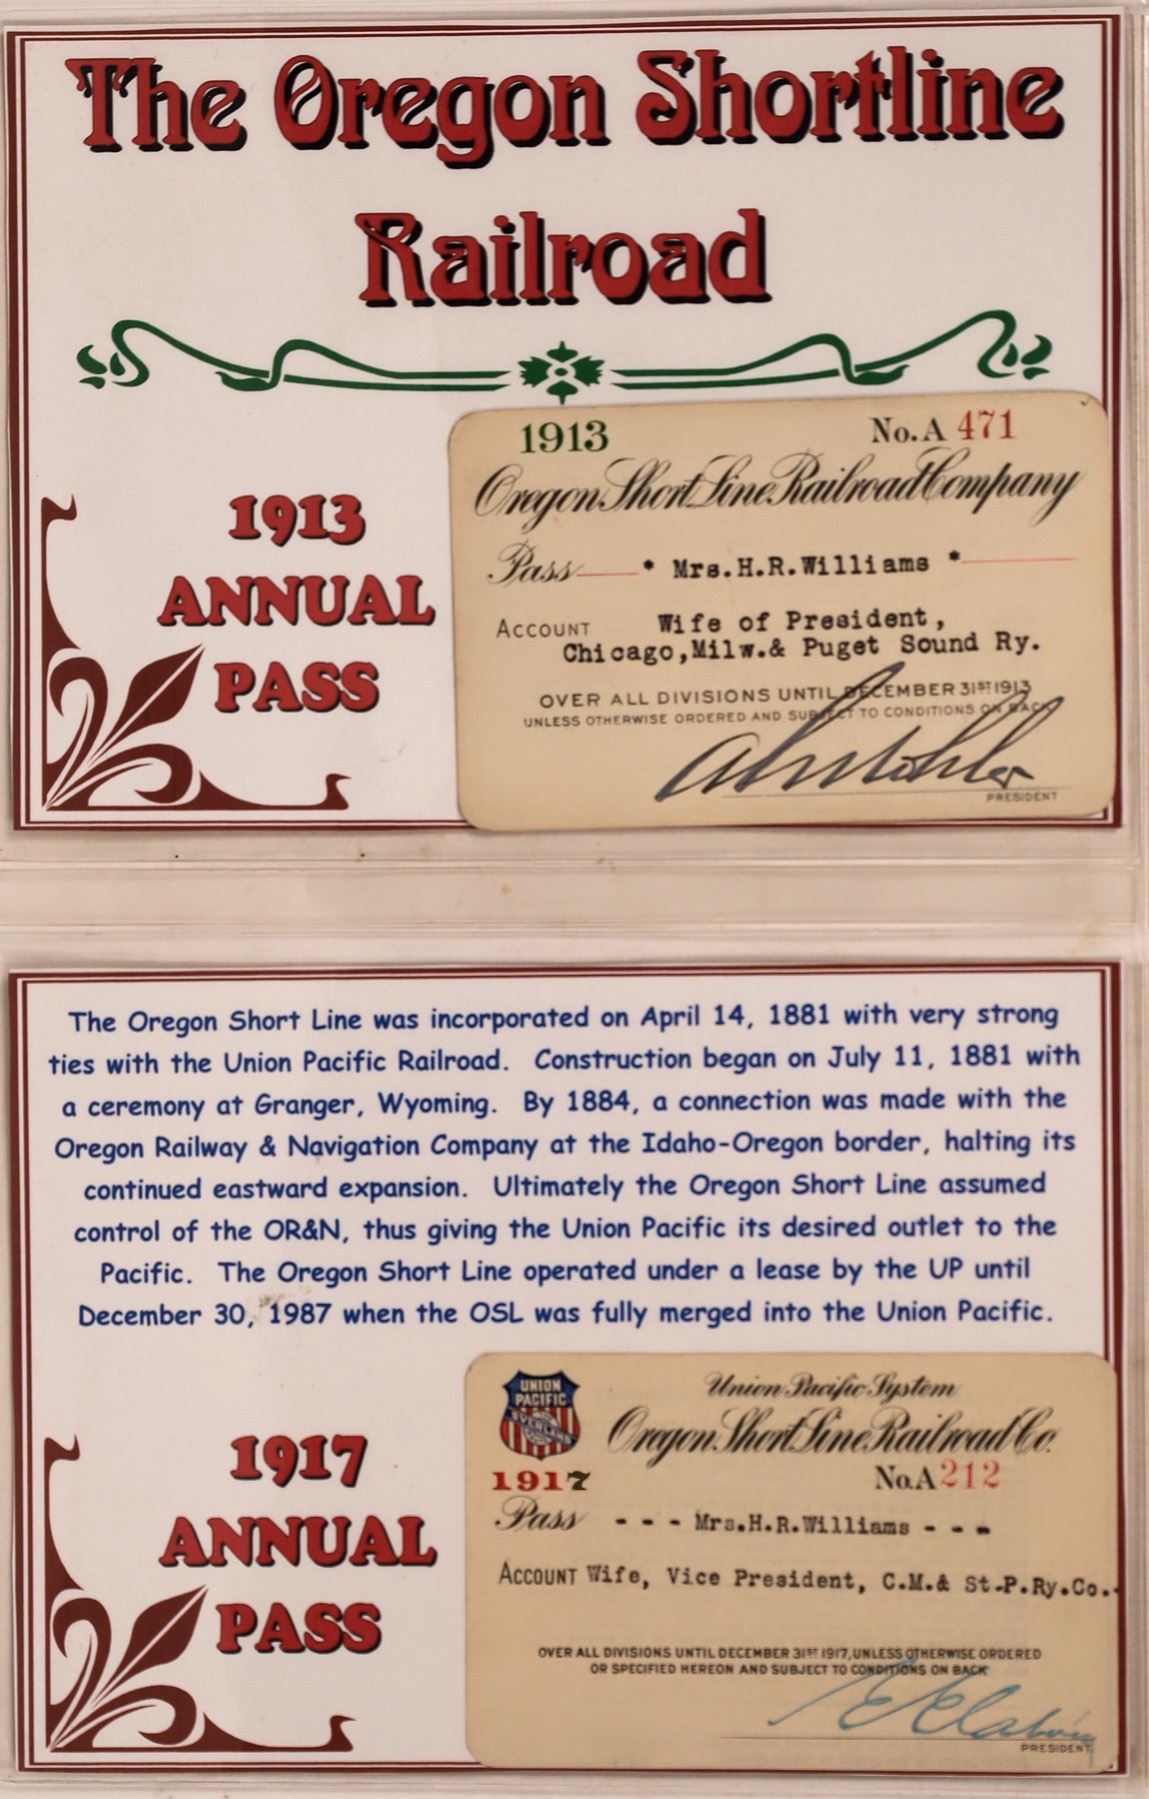 The Oregon Shortline
Railroad
1913
ANNUAL
PASS
1913 No. A 471
Oregon Short Line Railroad Company
Pass * Mrs.H.R.Williams *
ACCOUNT Wife of President,
Chicago,Milw.& Puget Sound Ry.
OVER ALL DIVISIONS UNTIL DECEMBER 31ST 1913
UNLESS OTHERWISE ORDERED AND SUBJECT TO CONDITIONS ON BACK
PRESIDENT
The Oregon Short Line was incorporated on April 14, 1881 with very strong
ties with the Union Pacific Railroad. Construction began on July 11, 1881 with
a ceremony at Granger, Wyoming. By 1884, a connection was made with the
Oregon Railway & Navigation Company at the Idaho-Oregon border, halting its
continued eastward expansion. Ultimately the Oregon Short Line assumed
control of the OR&N, thus giving the Union Pacific its desired outlet to the
Pacific. The Oregon Short Line operated under a lease by the UP until
December 30, 1987 when the OSL was fully merged into the Union Pacific.
1917
ANNUAL
PASS
UNION
PACIFIC
OVERLAND
Union Pacific System
Oregon Short Line Railroad Co.
1917 No. A 212
Pass - - - Mrs.H.R.Williams - - -
ACCOUNT Wife, Vice President, C.M.& St.P.Ry.Co.
OVER ALL DIVISIONS UNTIL DECEMBER 31ST 1917, UNLESS OTHERWISE ORDERED
OR SPECIFIED HEREON AND SUBJECT TO CONDITIONS ON BACK
PRESIDENT